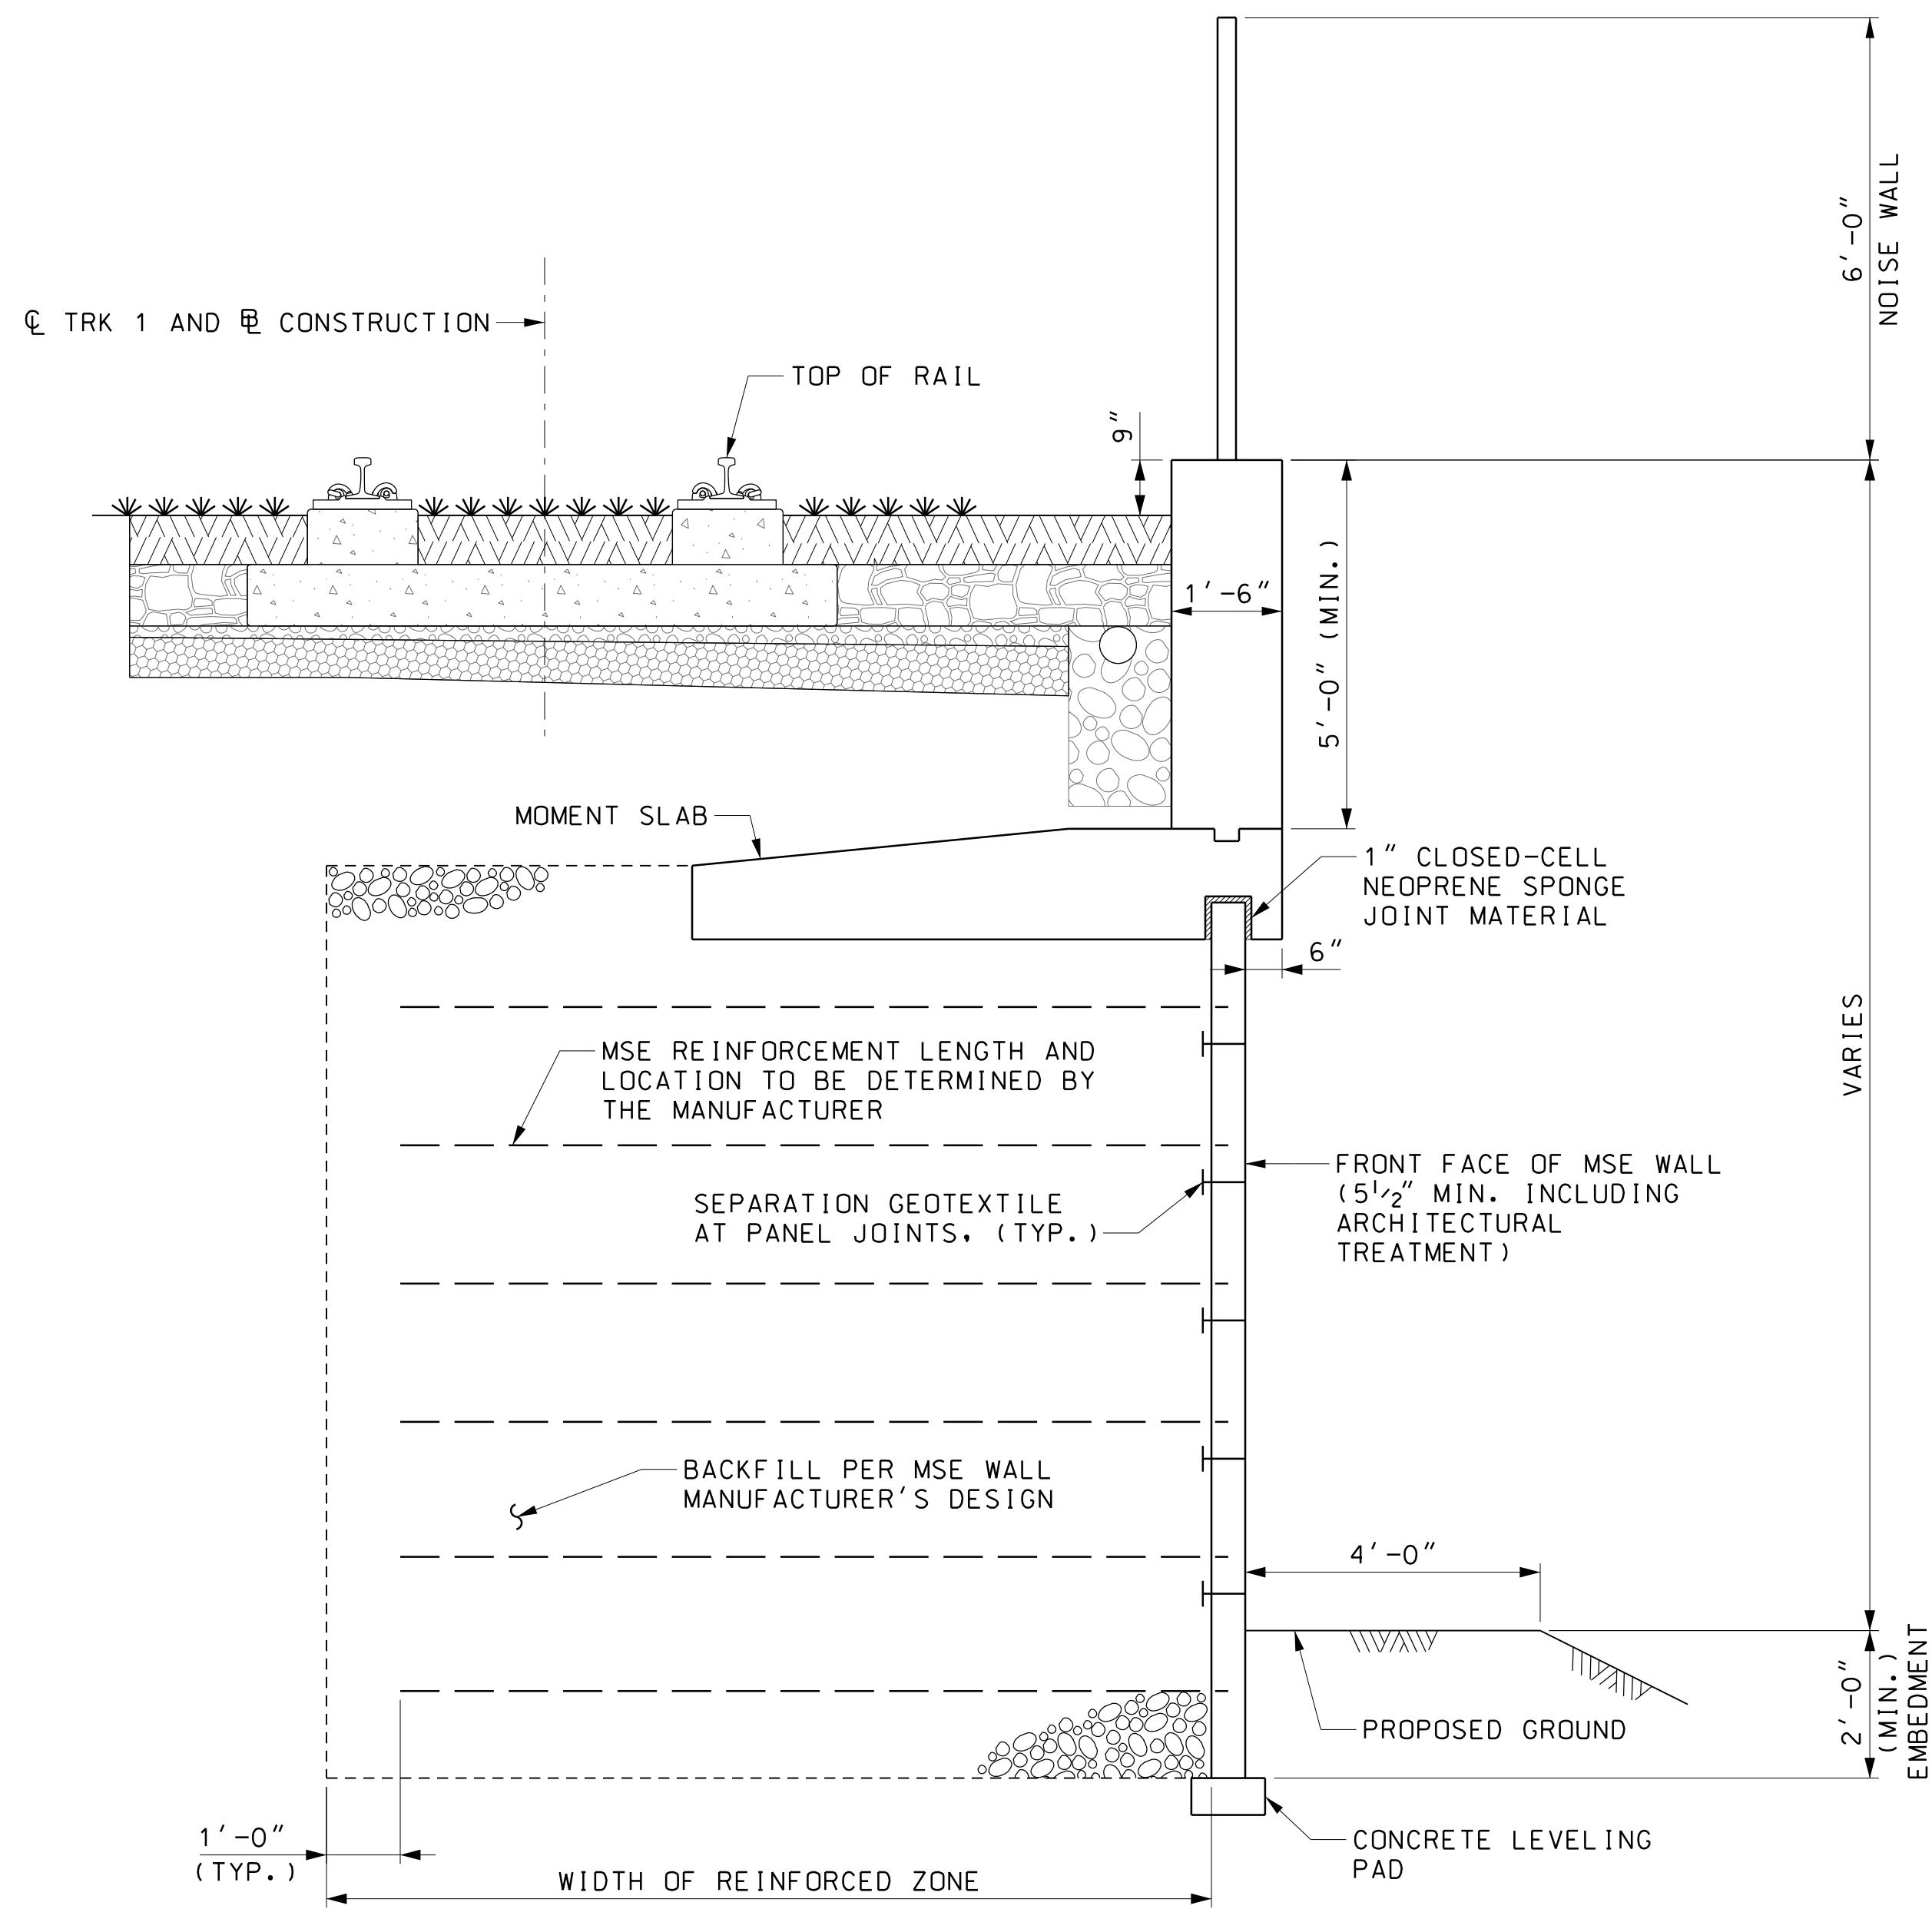 6'-0"
NOISE WALL
℄ TRK 1 AND BL CONSTRUCTION
TOP OF RAIL
9"
1'-6"
5'-0" (MIN.)
MOMENT SLAB
1" CLOSED-CELL
NEOPRENE SPONGE
JOINT MATERIAL
6"
VARIES
MSE REINFORCEMENT LENGTH AND
LOCATION TO BE DETERMINED BY
THE MANUFACTURER
FRONT FACE OF MSE WALL
(5 1/2" MIN. INCLUDING
ARCHITECTURAL
TREATMENT)
SEPARATION GEOTEXTILE
AT PANEL JOINTS, (TYP.)
BACKFILL PER MSE WALL
MANUFACTURER'S DESIGN
4'-0"
2'-0"
(MIN.)
EMBEDMENT
PROPOSED GROUND
1'-0"
(TYP.)
WIDTH OF REINFORCED ZONE
CONCRETE LEVELING
PAD